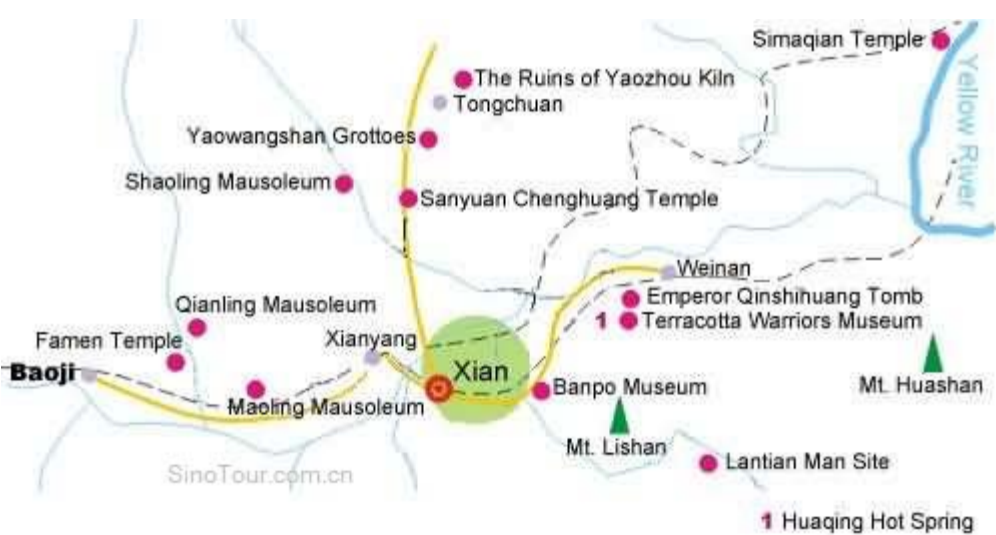 Simaqian Temple
The Ruins of Yaozhou Kiln
Tongchuan
Yellow River
Yaowangshan Grottoes
Shaoling Mausoleum
Sanyuan Chenghuang Temple
Weinan
Qianling Mausoleum
Emperor Qinshihuang Tomb
1 Terracotta Warriors Museum
Famen Temple
Xianyang
Baoji
Xian
Mt. Huashan
Banpo Museum
Maoling Mausoleum
Mt. Lishan
Lantian Man Site
SinoTour.com.cn
1 Huaqing Hot Spring